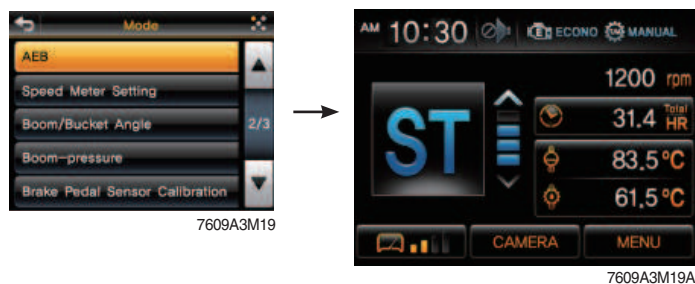 Mode
AEB
Speed Meter Setting
Boom/Bucket Angle
2/3
Boom-pressure
Brake Pedal Sensor Calibration
7609A3M19
AM 10:30 E ECONO TM MANUAL
1200 rpm
ST
31.4 Total HR
83.5°C
61.5°C
CAMERA MENU
7609A3M19A